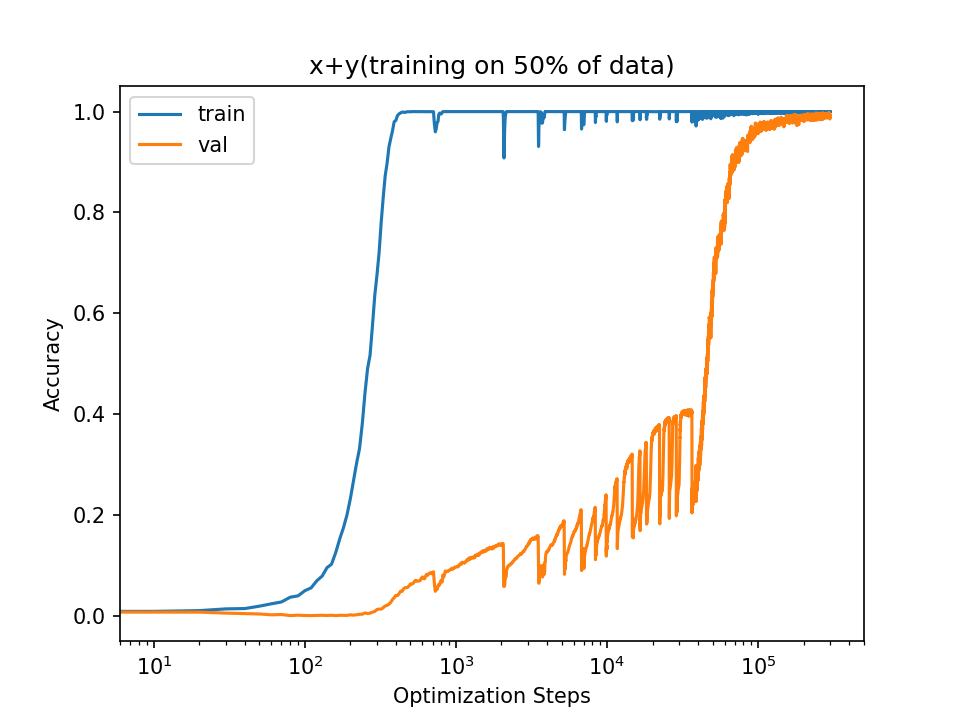 x+y(training on 50% of data)
train
val
1.0
0.8
0.6
0.4
0.2
0.0
Accuracy
10¹ 10² 10³ 10⁴ 10⁵
Optimization Steps